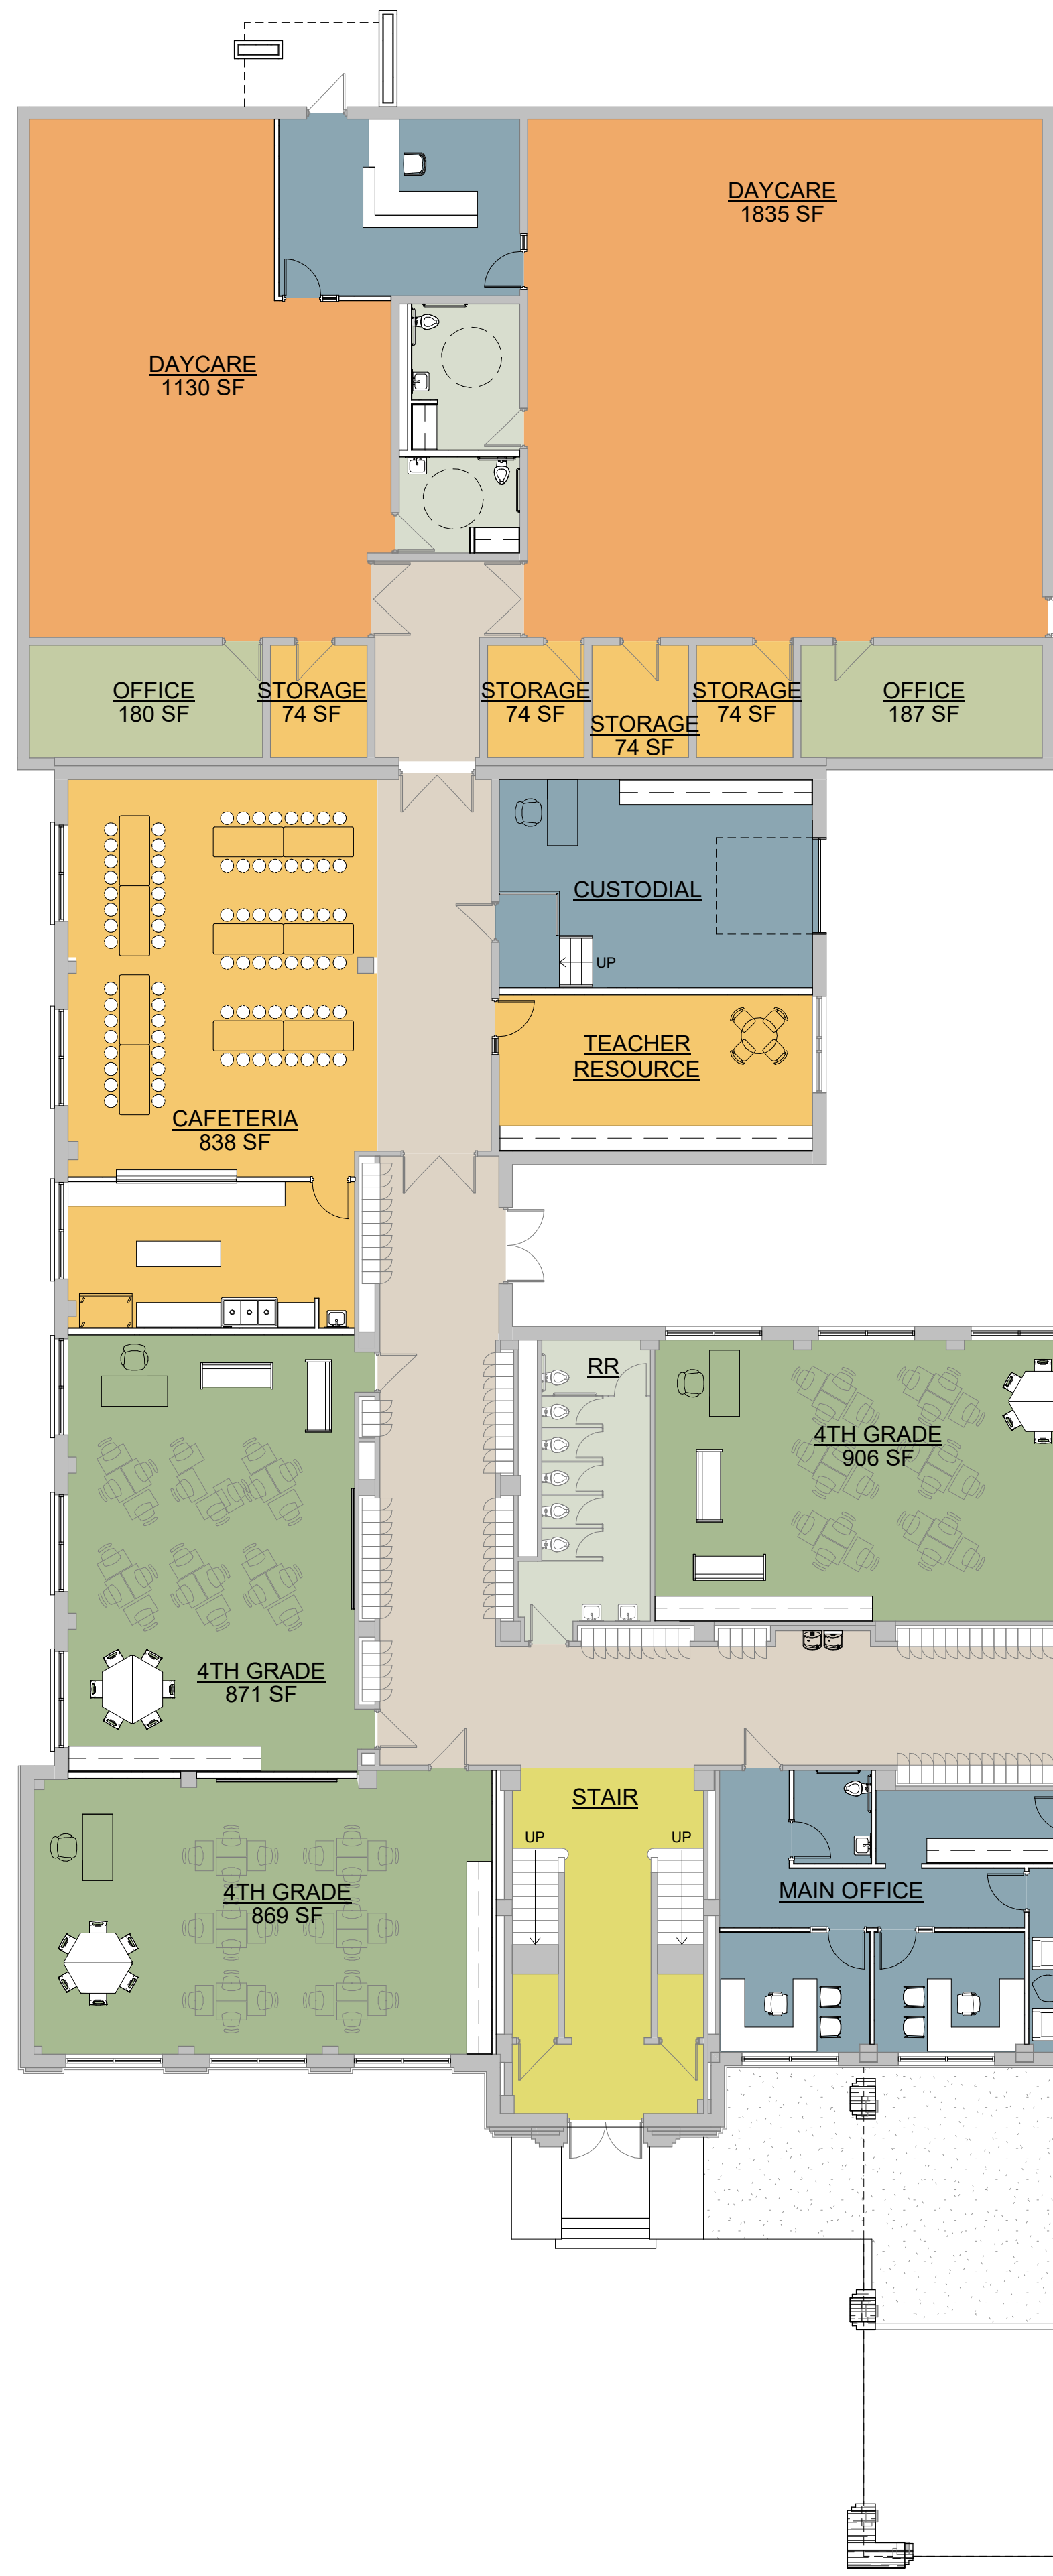 DAYCARE
1835 SF
DAYCARE
1130 SF
OFFICE
180 SF
STORAGE
74 SF
STORAGE
74 SF
STORAGE
74 SF
STORAGE
74 SF
OFFICE
187 SF
CUSTODIAL
UP
TEACHER
RESOURCE
CAFETERIA
838 SF
RR
4TH GRADE
906 SF
4TH GRADE
871 SF
STAIR
UP
UP
4TH GRADE
869 SF
MAIN OFFICE